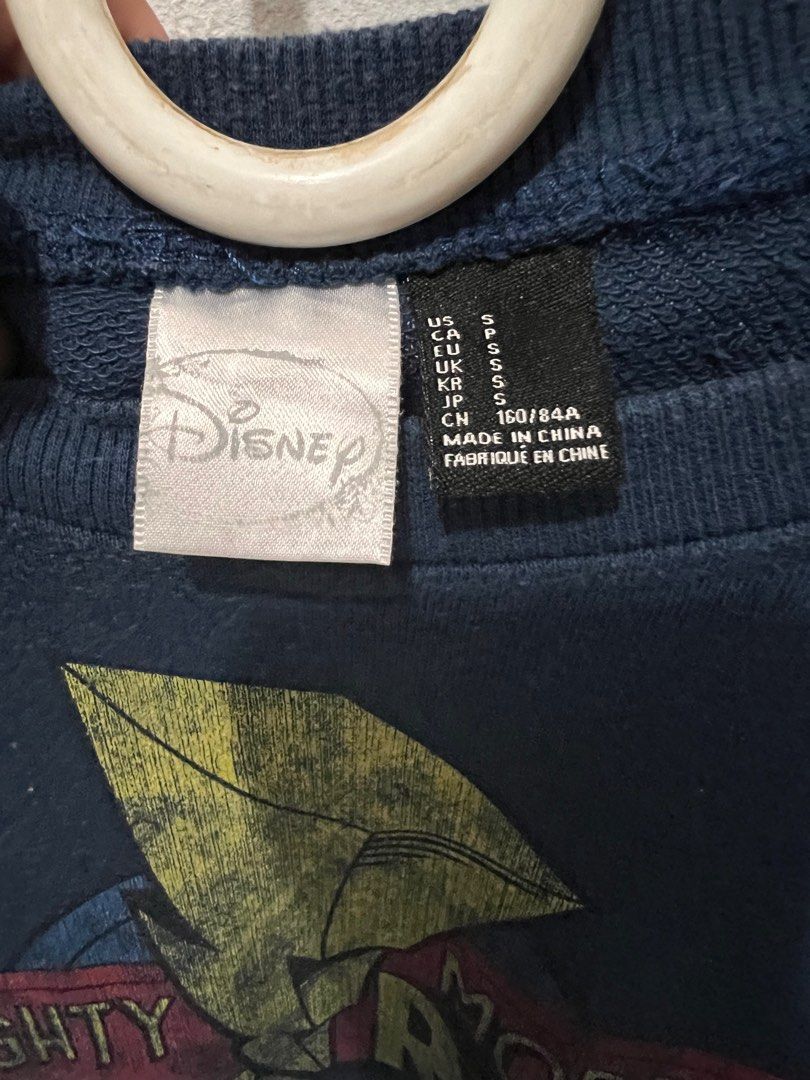 Disney
US S
CA P
EU S
UK S
KR S
JP S
CN 160/84A
MADE IN CHINA
FABRIQUÉ EN CHINE
GHTY
R